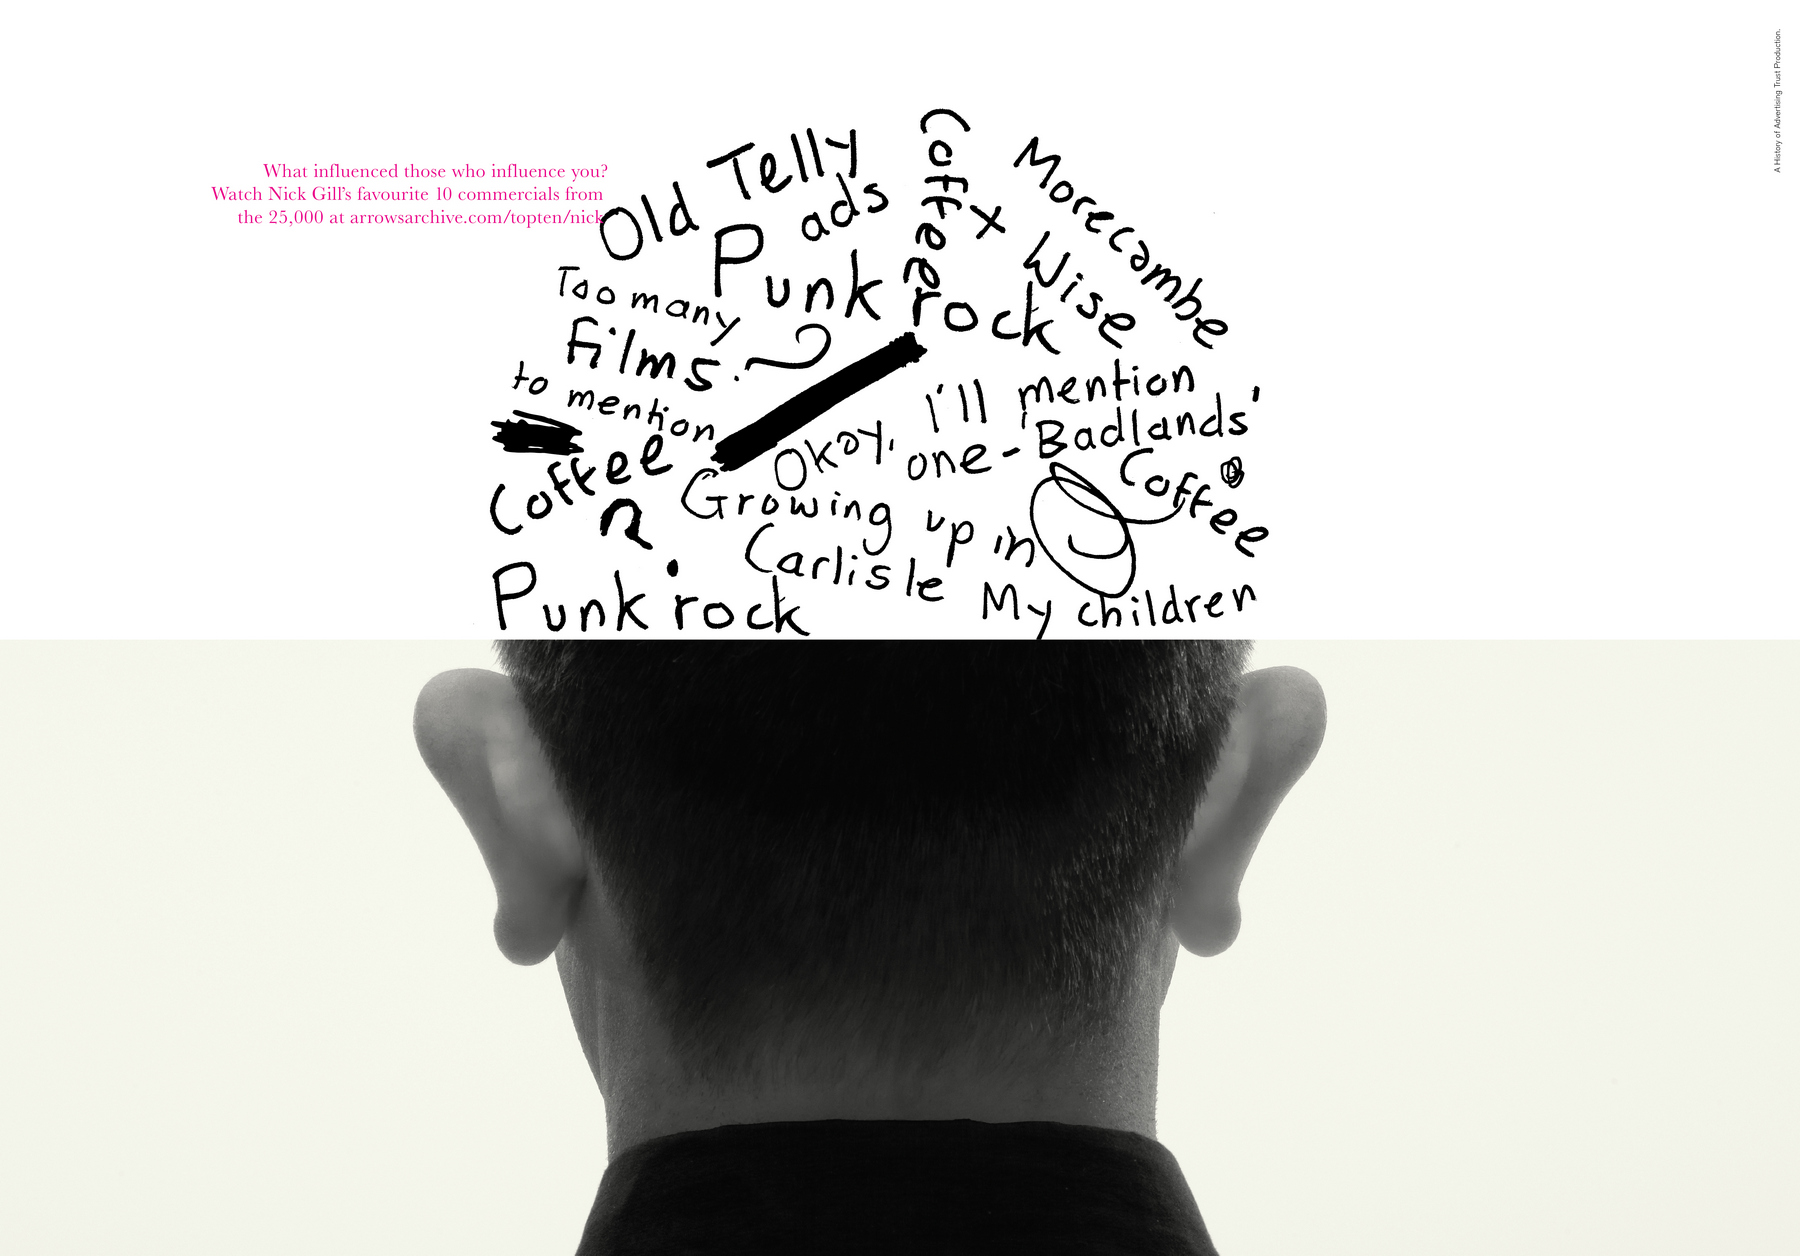 What influenced those who influence you?
Watch Nick Gill's favourite 10 commercials from
the 25,000 at arrowsarchive.com/topten/nick
A History of Advertising Trust Production.
Old Telly
ads
Coffee
Morecambe
+ Wise
Punk rock
Too many
films.
to mention
Okay, i'll mention
one - 'Badlands'
Coffee
Coffee
Growing up in
Carlisle
Punk rock
My children